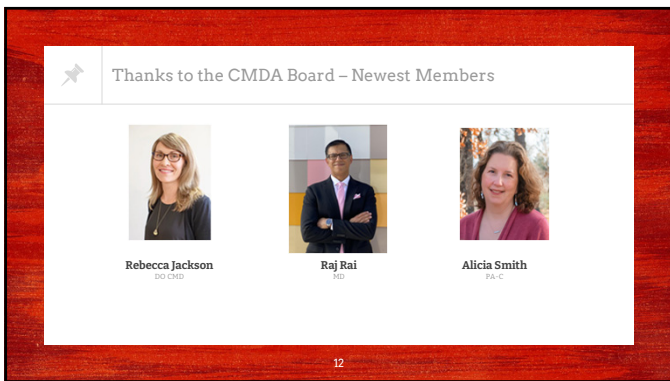 Thanks to the CMDA Board – Newest Members
Rebecca Jackson
DO CMD
Raj Rai
MD
Alicia Smith
PA-C
12